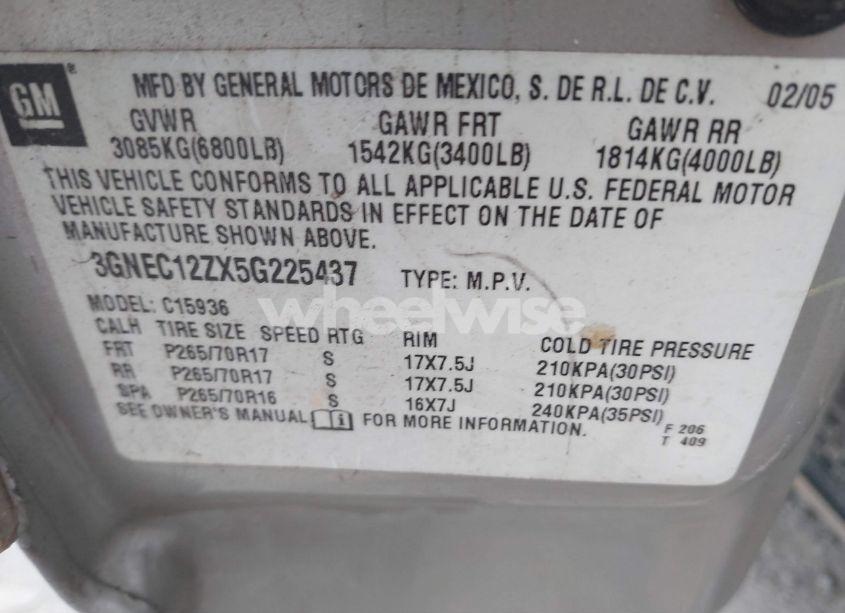 GM ®
MFD BY GENERAL MOTORS DE MEXICO, S. DE R.L. DE C.V. 02/05
GVWR GAWR FRT GAWR RR
3085KG(6800LB) 1542KG(3400LB) 1814KG(4000LB)
THIS VEHICLE CONFORMS TO ALL APPLICABLE U.S. FEDERAL MOTOR
VEHICLE SAFETY STANDARDS IN EFFECT ON THE DATE OF
MANUFACTURE SHOWN ABOVE.
3GNEC12ZX5G225437 TYPE: M.P.V.
wheelwise
MODEL: C15936
CALH TIRE SIZE SPEED RTG RIM COLD TIRE PRESSURE
FRT P265/70R17 S 17X7.5J 210KPA(30PSI)
RR P265/70R17 S 17X7.5J 210KPA(30PSI)
SPA P265/70R16 S 16X7J 240KPA(35PSI)
SEE OWNER'S MANUAL i FOR MORE INFORMATION.
F 206
T 409